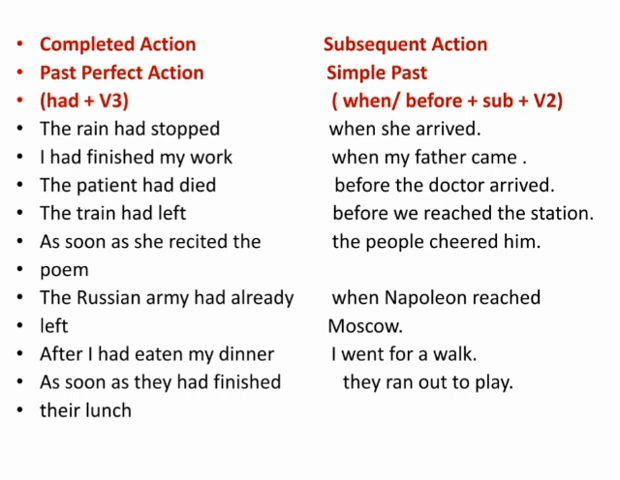 • Completed Action Subsequent Action
• Past Perfect Action Simple Past
• (had + V3) ( when/ before + sub + V2)
• The rain had stopped when she arrived.
• I had finished my work when my father came .
• The patient had died before the doctor arrived.
• The train had left before we reached the station.
• As soon as she recited the the people cheered him.
• poem
• The Russian army had already when Napoleon reached
• left Moscow.
• After I had eaten my dinner I went for a walk.
• As soon as they had finished they ran out to play.
• their lunch